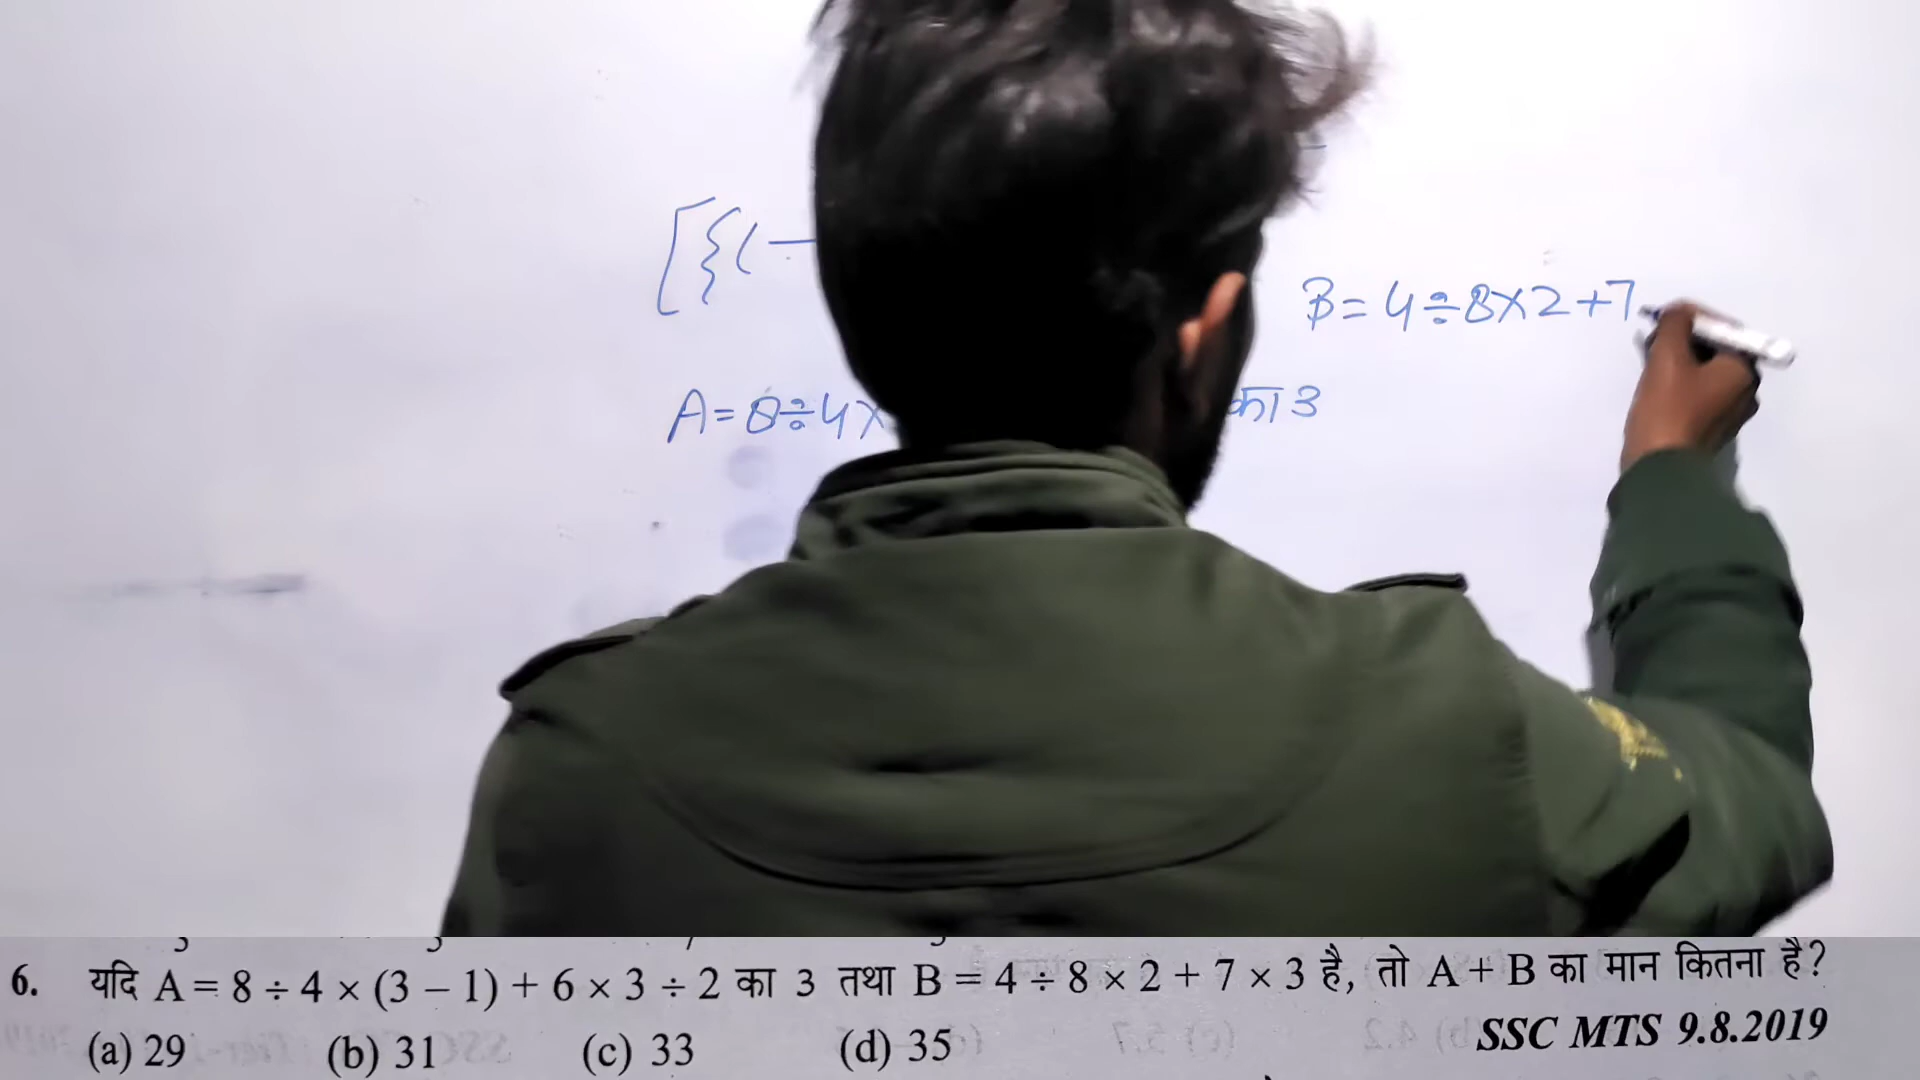 [{(—
B = 4 ÷ 8 × 2 + 7
A = 8 ÷ 4 ×
का 3
6. यदि A = 8 ÷ 4 × (3 – 1) + 6 × 3 ÷ 2 का 3 तथा B = 4 ÷ 8 × 2 + 7 × 3 है, तो A + B का मान कितना है?
(a) 29 (b) 31 (c) 33 (d) 35 SSC MTS 9.8.2019